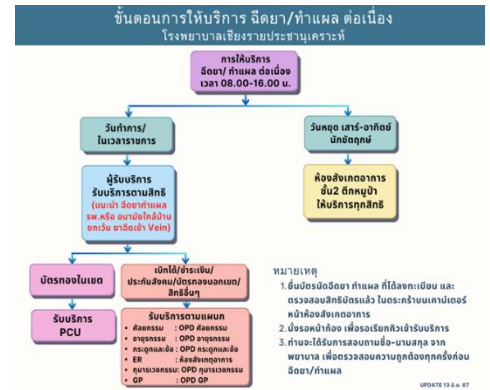 ขั้นตอนการให้บริการ ฉีดยา/ทำแผล ต่อเนื่อง
โรงพยาบาลเชียงรายประชานุเคราะห์
การให้บริการ
ฉีดยา/ ทำแผล ต่อเนื่อง
เวลา 08.00-16.00 น.
วันทำการ/
ในเวลาราชการ
วันหยุด เสาร์-อาทิตย์
นักขัตฤกษ์
ผู้รับบริการ
รับบริการตามสิทธิ
(แนะนำ ฉีดยาทำแผล
รพ.หรือ อนามัยใกล้บ้าน
ยกเว้น ยาฉีดเข้า Vein)
ห้องสังเกตอาการ
ชั้น2 ตึกหมูป่า
ให้บริการทุกสิทธิ
บัตรทองในเขต
เบิกได้/ชำระเงิน/
ประกันสังคม/บัตรทองนอกเขต/
สิทธิอื่นๆ
รับบริการ
PCU
รับบริการตามแผนก
• ศัลยกรรม : OPD ศัลยกรรม
• อายุรกรรม : OPD อายุรกรรม
• กระดูกและข้อ : OPD กระดูกและข้อ
• ER : ห้องสังเกตอาการ
• กุมารเวชกรรม: OPD กุมารเวชกรรม
• GP : OPD GP
หมายเหตุ
1.ยื่นบัตรนัดฉีดยา ทำแผล ที่ได้ลงทะเบียน และ
ตรวจสอบสิทธิบัตรแล้ว ในตระกร้าบนเคาน์เตอร์
หน้าห้องสังเกตอาการ
2.นั่งรอหน้าห้อง เพื่อรอเรียกคิวเข้ารับบริการ
3.ท่านจะได้รับการสอบถามชื่อ-นามสกุล จาก
พยาบาล เพื่อตรวจสอบความถูกต้องทุกครั้งก่อน
ฉีดยา/ทำแผล
UPDATE 13 มิ.ย. 67